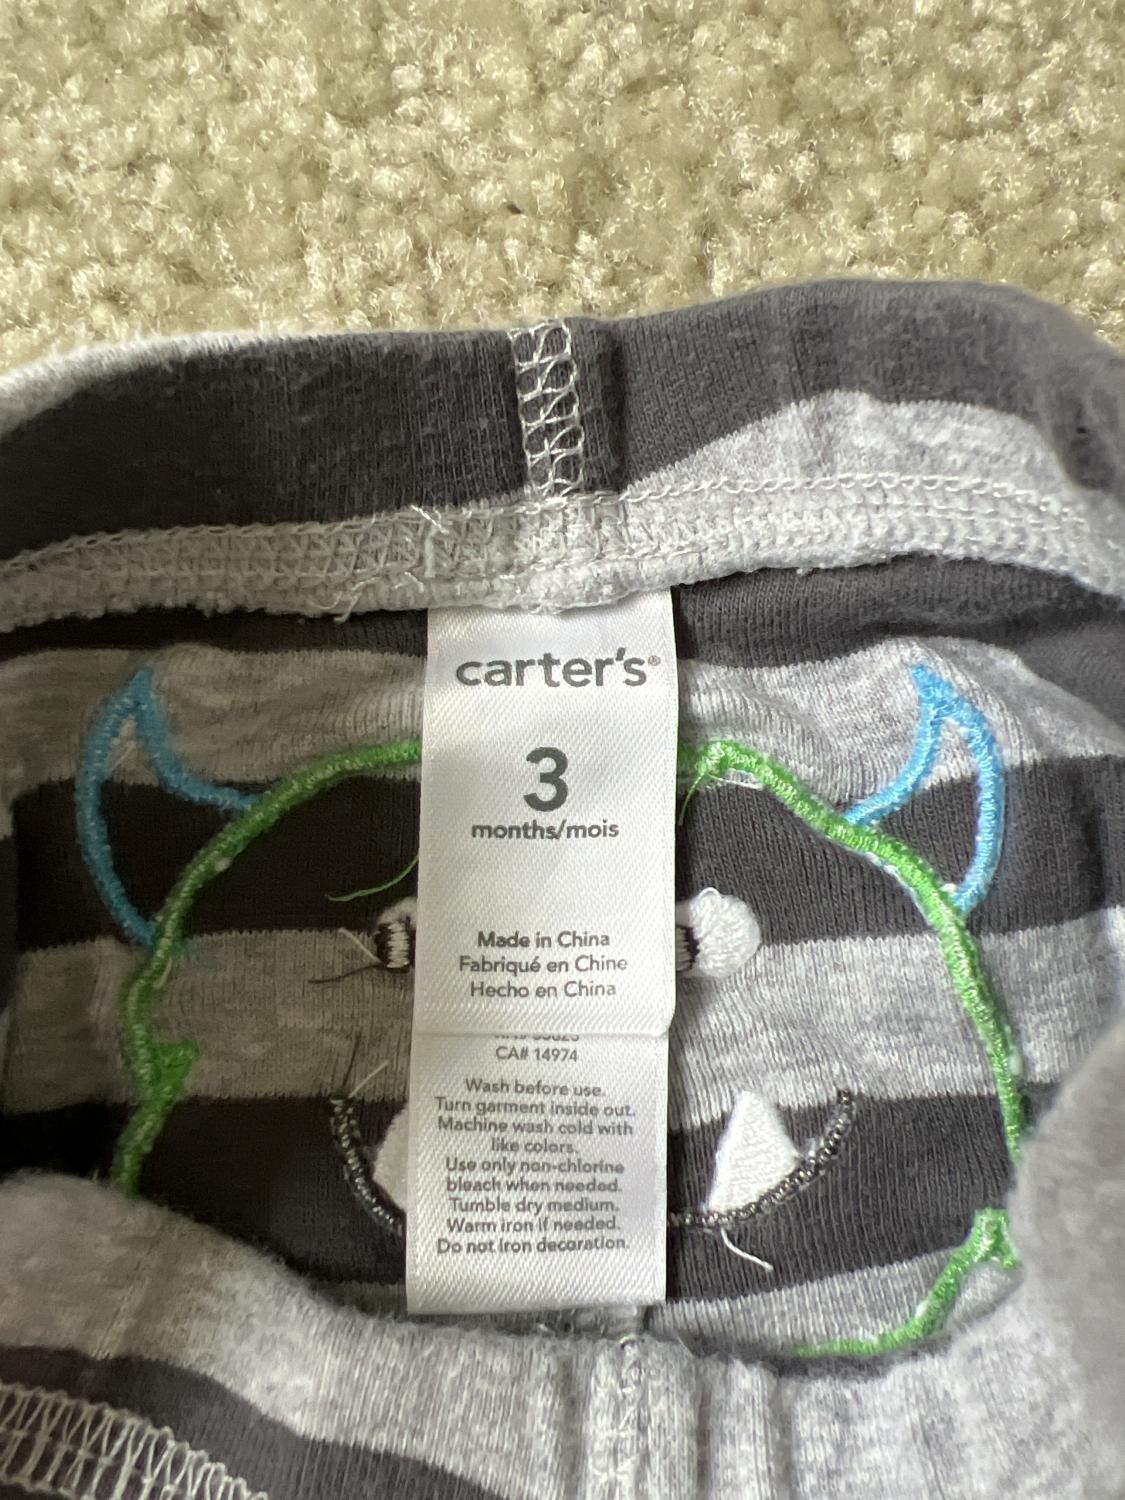 carter's®
3
months/mois
Made in China
Fabriqué en Chine
Hecho en China
CA# 14974
Wash before use.
Turn garment inside out.
Machine wash cold with
like colors.
Use only non-chlorine
bleach when needed.
Tumble dry medium.
Warm iron if needed.
Do not iron decoration.